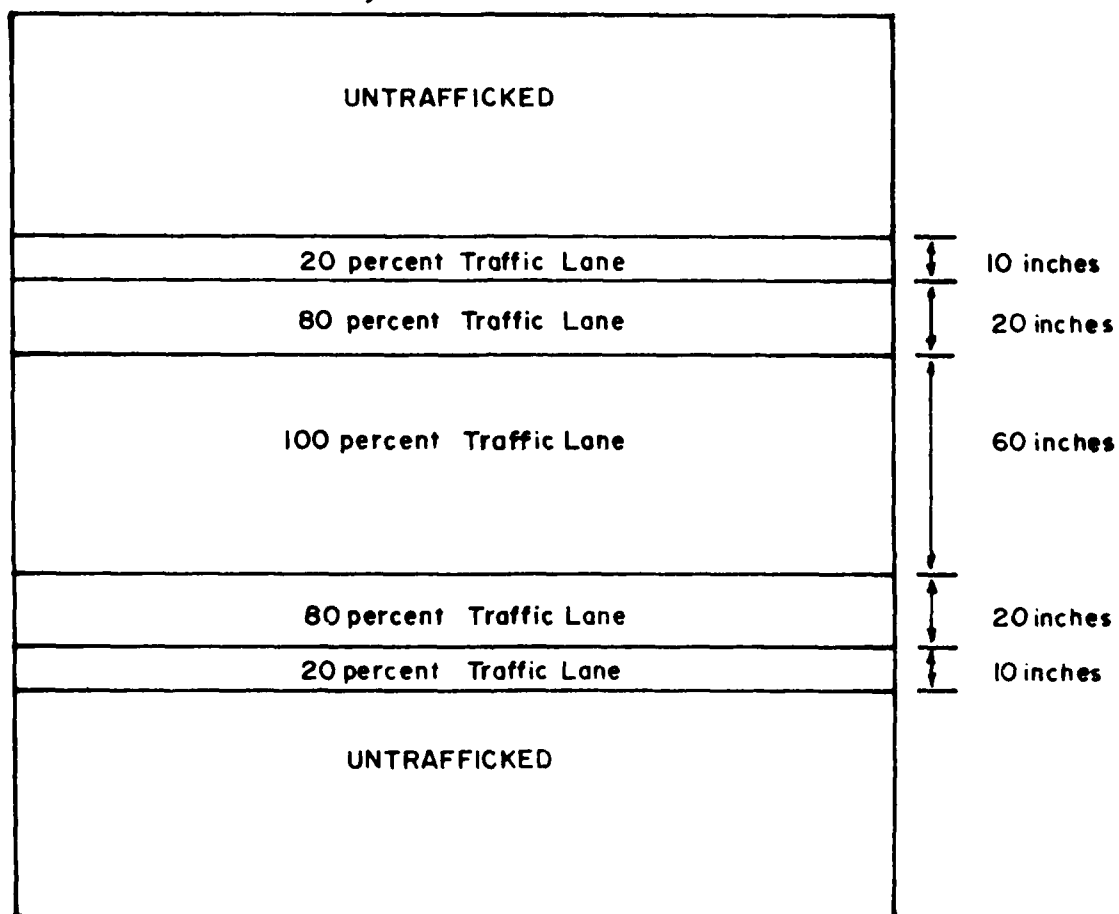 UNTRAFFICKED
20 percent Traffic Lane
10 inches
80 percent Traffic Lane
20 inches
100 percent Traffic Lane
60 inches
80 percent Traffic Lane
20 inches
20 percent Traffic Lane
10 inches
UNTRAFFICKED